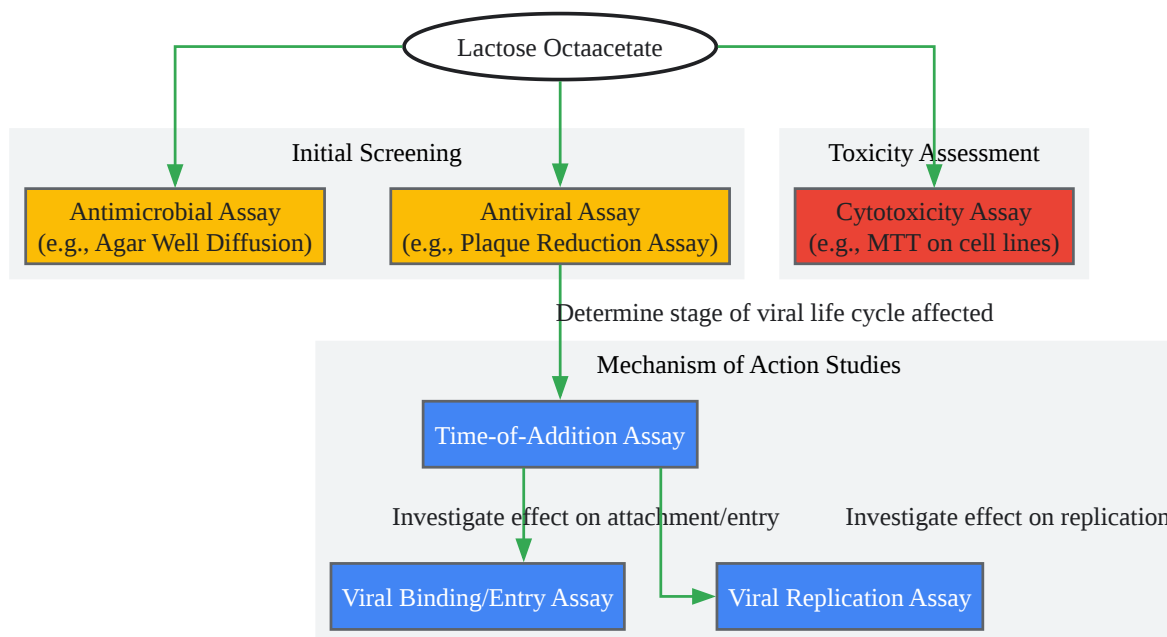 Lactose Octaacetate
Initial Screening
Toxicity Assessment
Antimicrobial Assay
(e.g., Agar Well Diffusion)
Antiviral Assay
(e.g., Plaque Reduction Assay)
Cytotoxicity Assay
(e.g., MTT on cell lines)
Determine stage of viral life cycle affected
Mechanism of Action Studies
Time-of-Addition Assay
Investigate effect on attachment/entry
Investigate effect on replication
Viral Binding/Entry Assay
Viral Replication Assay